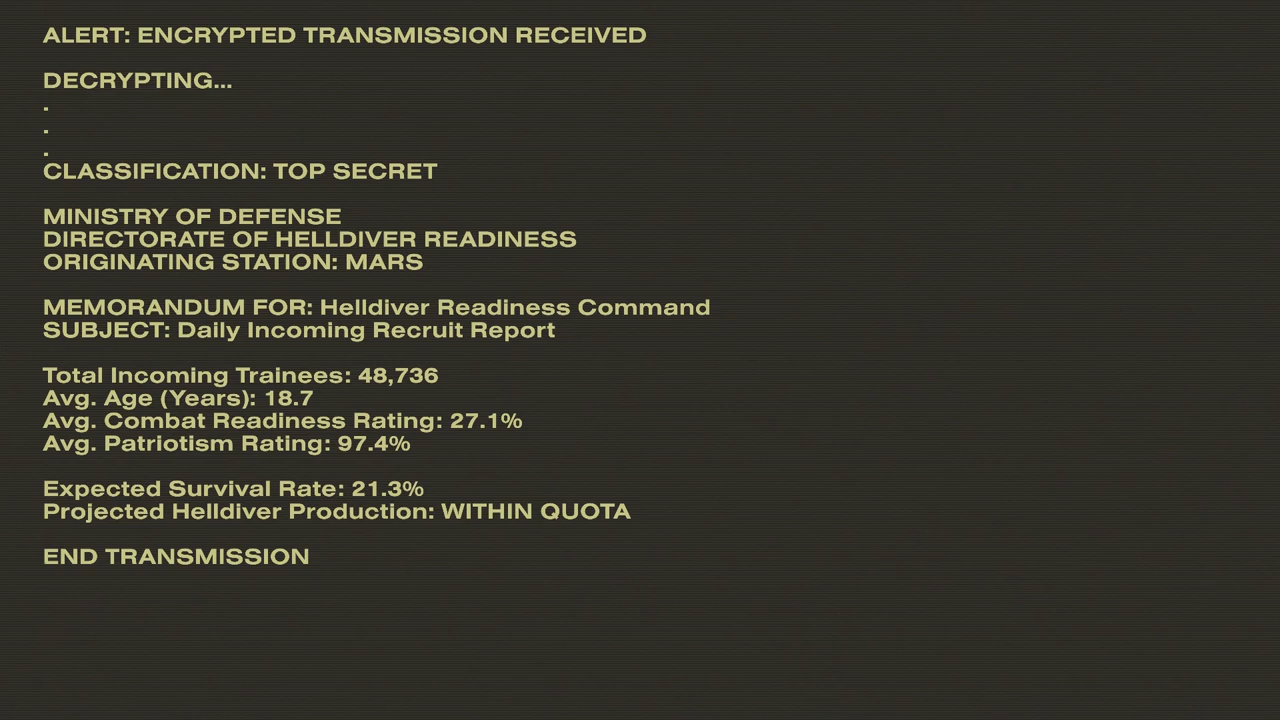 ALERT: ENCRYPTED TRANSMISSION RECEIVED
DECRYPTING...
.
.
.
CLASSIFICATION: TOP SECRET
MINISTRY OF DEFENSE
DIRECTORATE OF HELLDIVER READINESS
ORIGINATING STATION: MARS
MEMORANDUM FOR: Helldiver Readiness Command
SUBJECT: Daily Incoming Recruit Report
Total Incoming Trainees: 48,736
Avg. Age (Years): 18.7
Avg. Combat Readiness Rating: 27.1%
Avg. Patriotism Rating: 97.4%
Expected Survival Rate: 21.3%
Projected Helldiver Production: WITHIN QUOTA
END TRANSMISSION